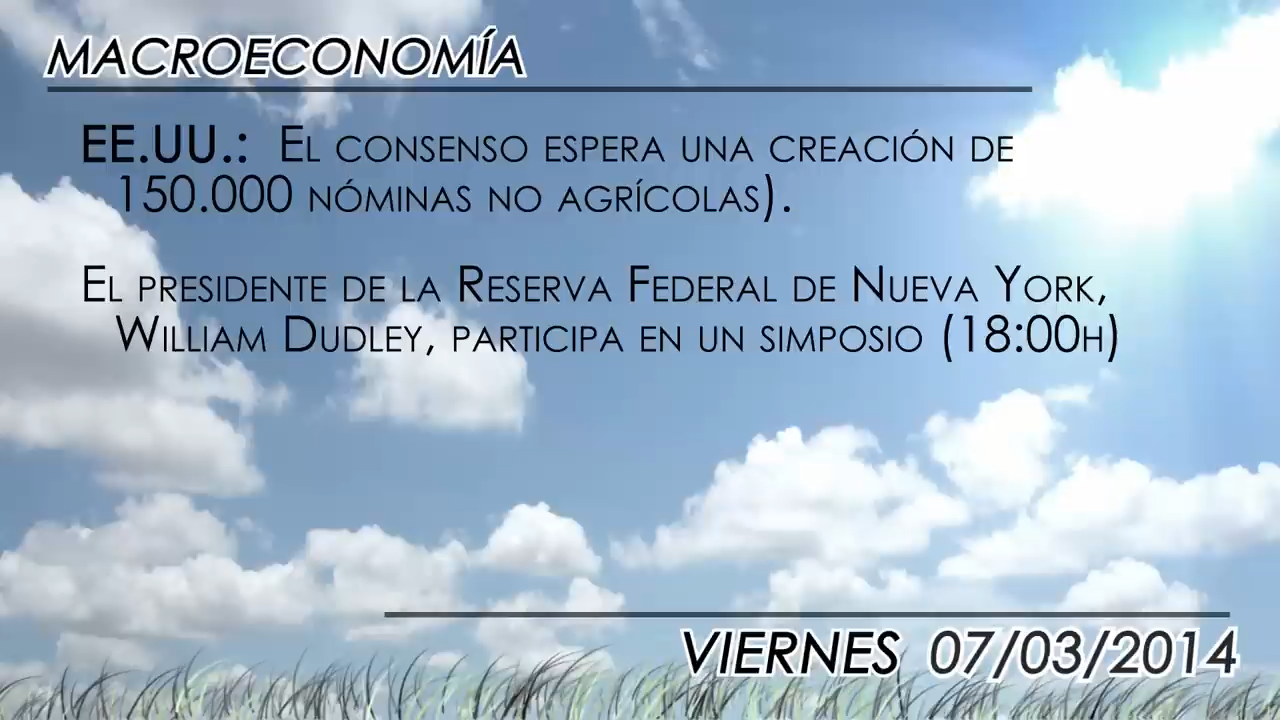 MACROECONOMÍA
EE.UU.: El consenso espera una creación de
150.000 nóminas no agrícolas).
El presidente de la Reserva Federal de Nueva York,
William Dudley, participa en un simposio (18:00h)
VIERNES 07/03/2014